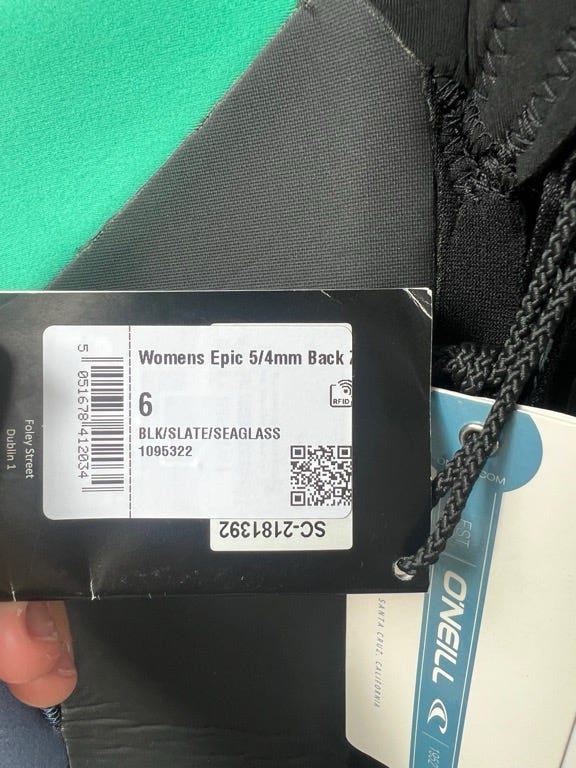 Womens Epic 5/4mm Back
6
RFID
BLK/SLATE/SEAGLASS
1095322
5 051678 412034
SC-2181392
Foley Street
Dublin 1
EST
O'NEILL
SANTA CRUZ, CALIFORNIA